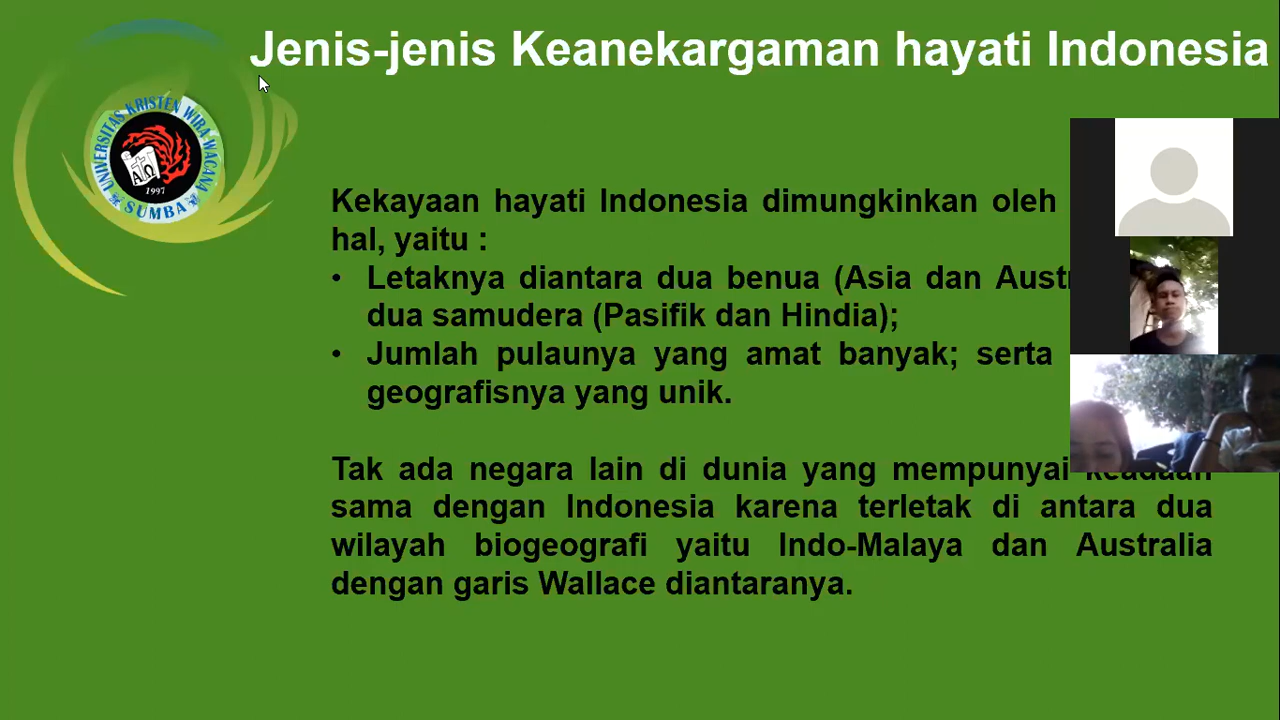 Jenis-jenis Keanekargaman hayati Indonesia
UNIVERSITAS KRISTEN WIRA WACANA
SUMBA
1997
A Ω
Kekayaan hayati Indonesia dimungkinkan oleh
hal, yaitu :
• Letaknya diantara dua benua (Asia dan Aust
dua samudera (Pasifik dan Hindia);
• Jumlah pulaunya yang amat banyak; serta
geografisnya yang unik.
Tak ada negara lain di dunia yang mempunyai keadaan
sama dengan Indonesia karena terletak di antara dua
wilayah biogeografi yaitu Indo-Malaya dan Australia
dengan garis Wallace diantaranya.